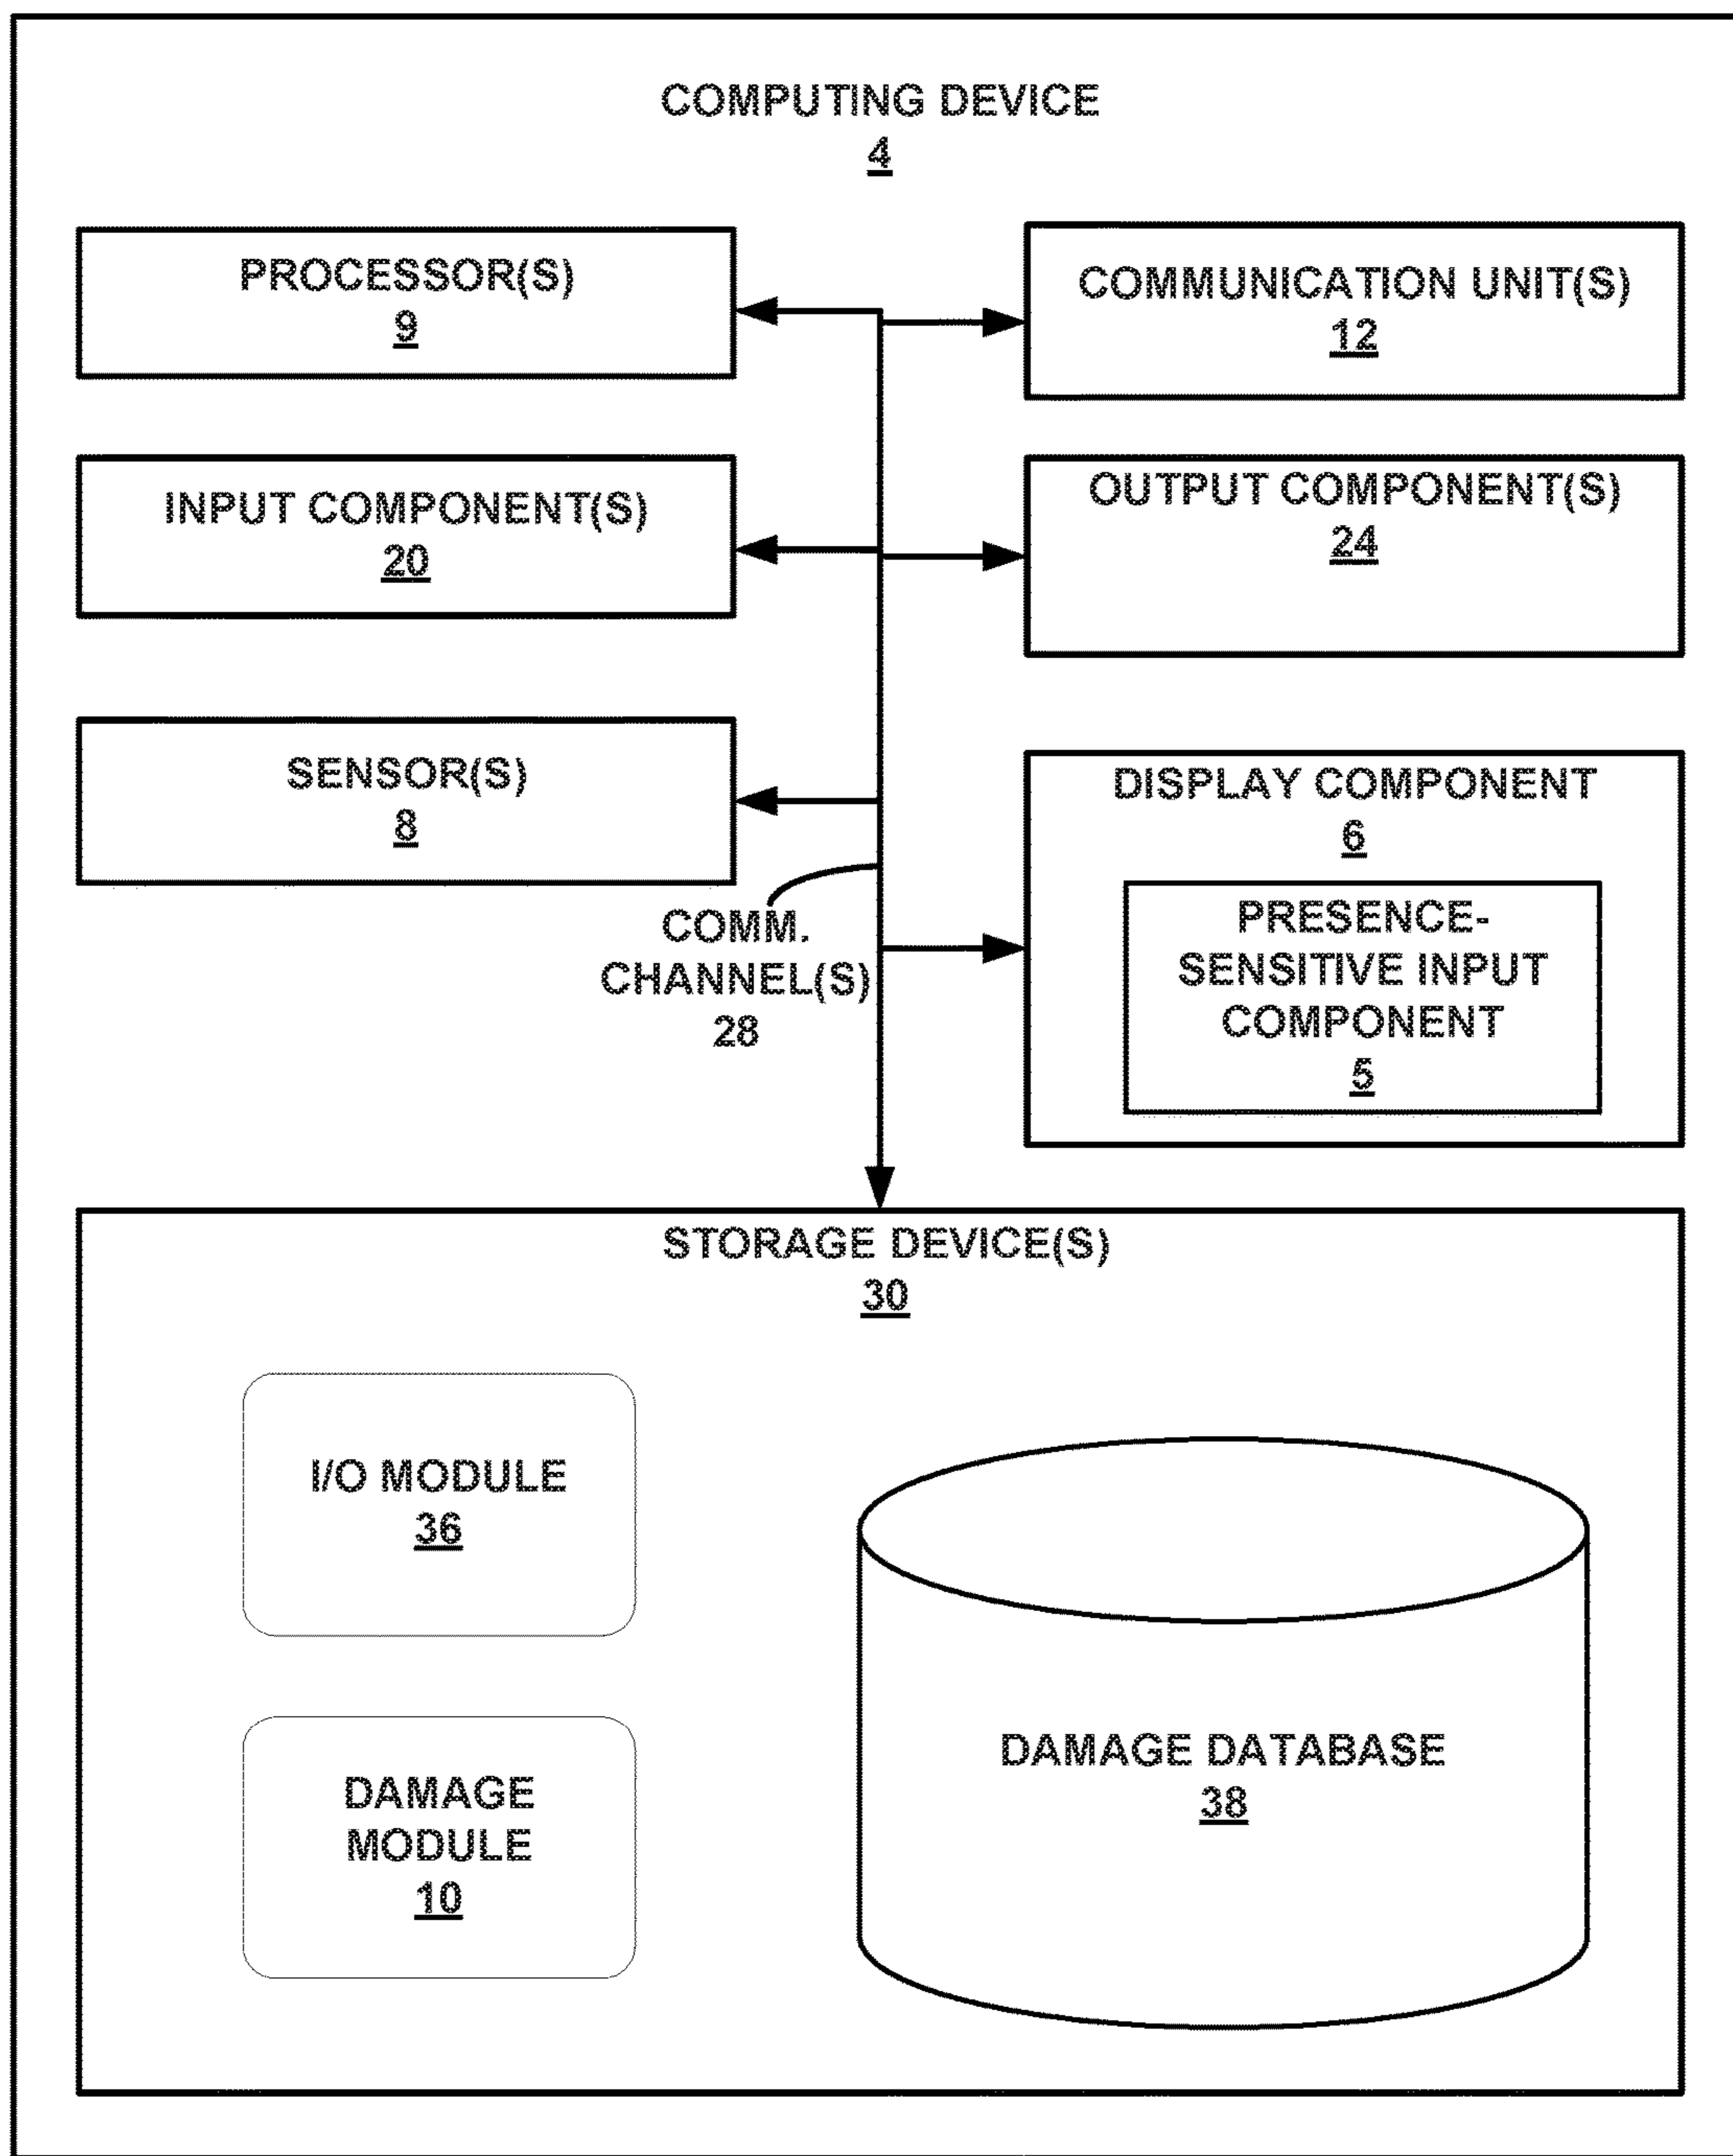 COMPUTING DEVICE
4
PROCESSOR(S)
9
COMMUNICATION UNIT(S)
12
INPUT COMPONENT(S)
20
OUTPUT COMPONENT(S)
24
SENSOR(S)
8
DISPLAY COMPONENT
6
PRESENCE-
SENSITIVE INPUT
COMPONENT
5
COMM.
CHANNEL(S)
28
STORAGE DEVICE(S)
30
I/O MODULE
36
DAMAGE
MODULE
10
DAMAGE DATABASE
38